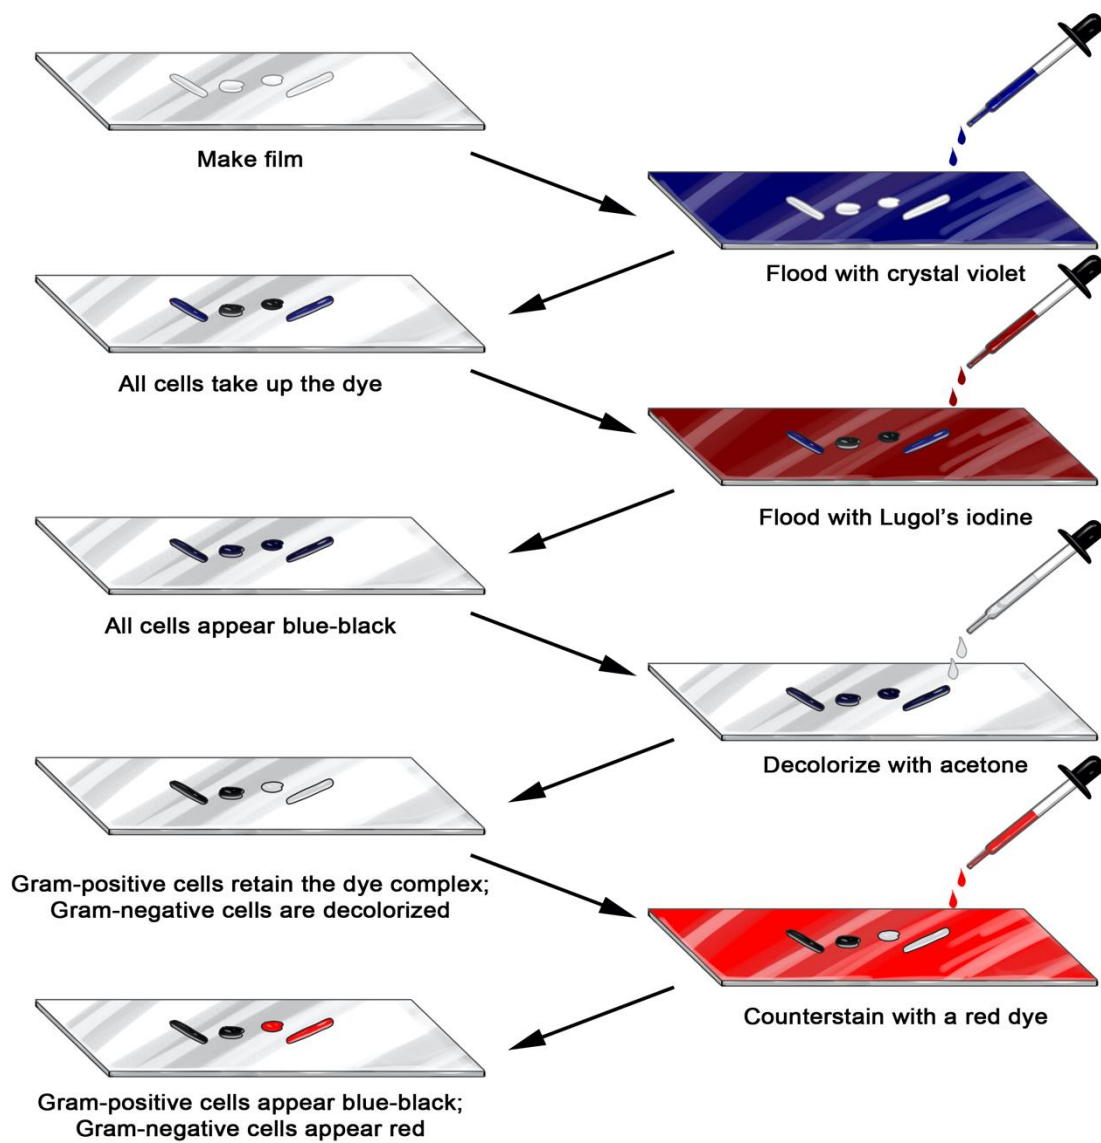 Make film
Flood with crystal violet
All cells take up the dye
Flood with Lugol's iodine
All cells appear blue-black
Decolorize with acetone
Gram-positive cells retain the dye complex;
Gram-negative cells are decolorized
Counterstain with a red dye
Gram-positive cells appear blue-black;
Gram-negative cells appear red